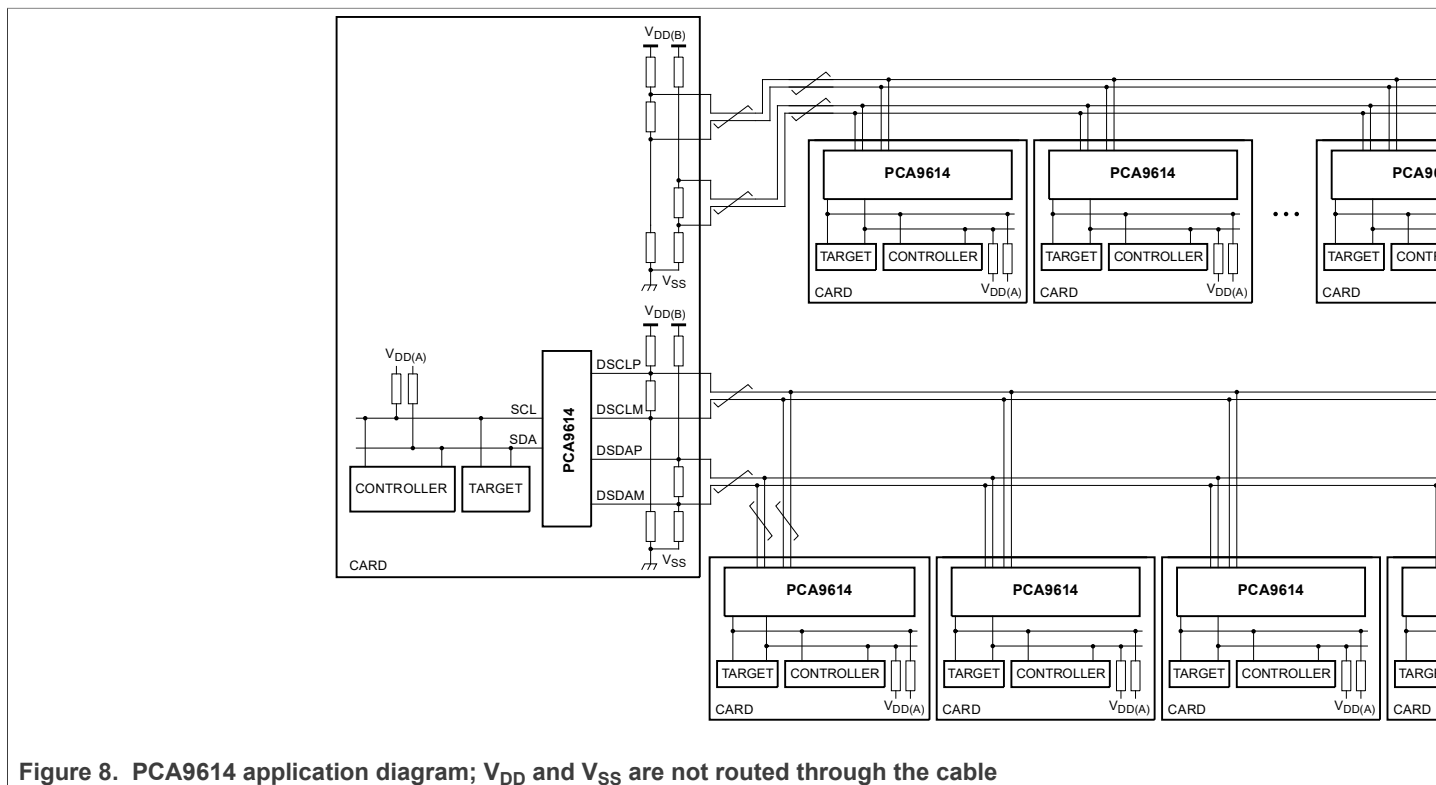 VDD(B)
VSS
PCA9614
TARGET
CONTROLLER
VDD(A)
CARD
PCA9614
TARGET
CONTROLLER
VDD(A)
CARD
...
PCA9
TARGET
CONT
CARD
VDD(B)
VDD(A)
SCL
SDA
PCA9614
DSCLP
DSCLM
DSDAP
DSDAM
CONTROLLER
TARGET
VSS
CARD
PCA9614
TARGET
CONTROLLER
VDD(A)
CARD
PCA9614
TARGET
CONTROLLER
VDD(A)
CARD
PCA9614
TARGET
CONTROLLER
VDD(A)
CARD
TARG
CARD
Figure 8. PCA9614 application diagram; VDD and VSS are not routed through the cable